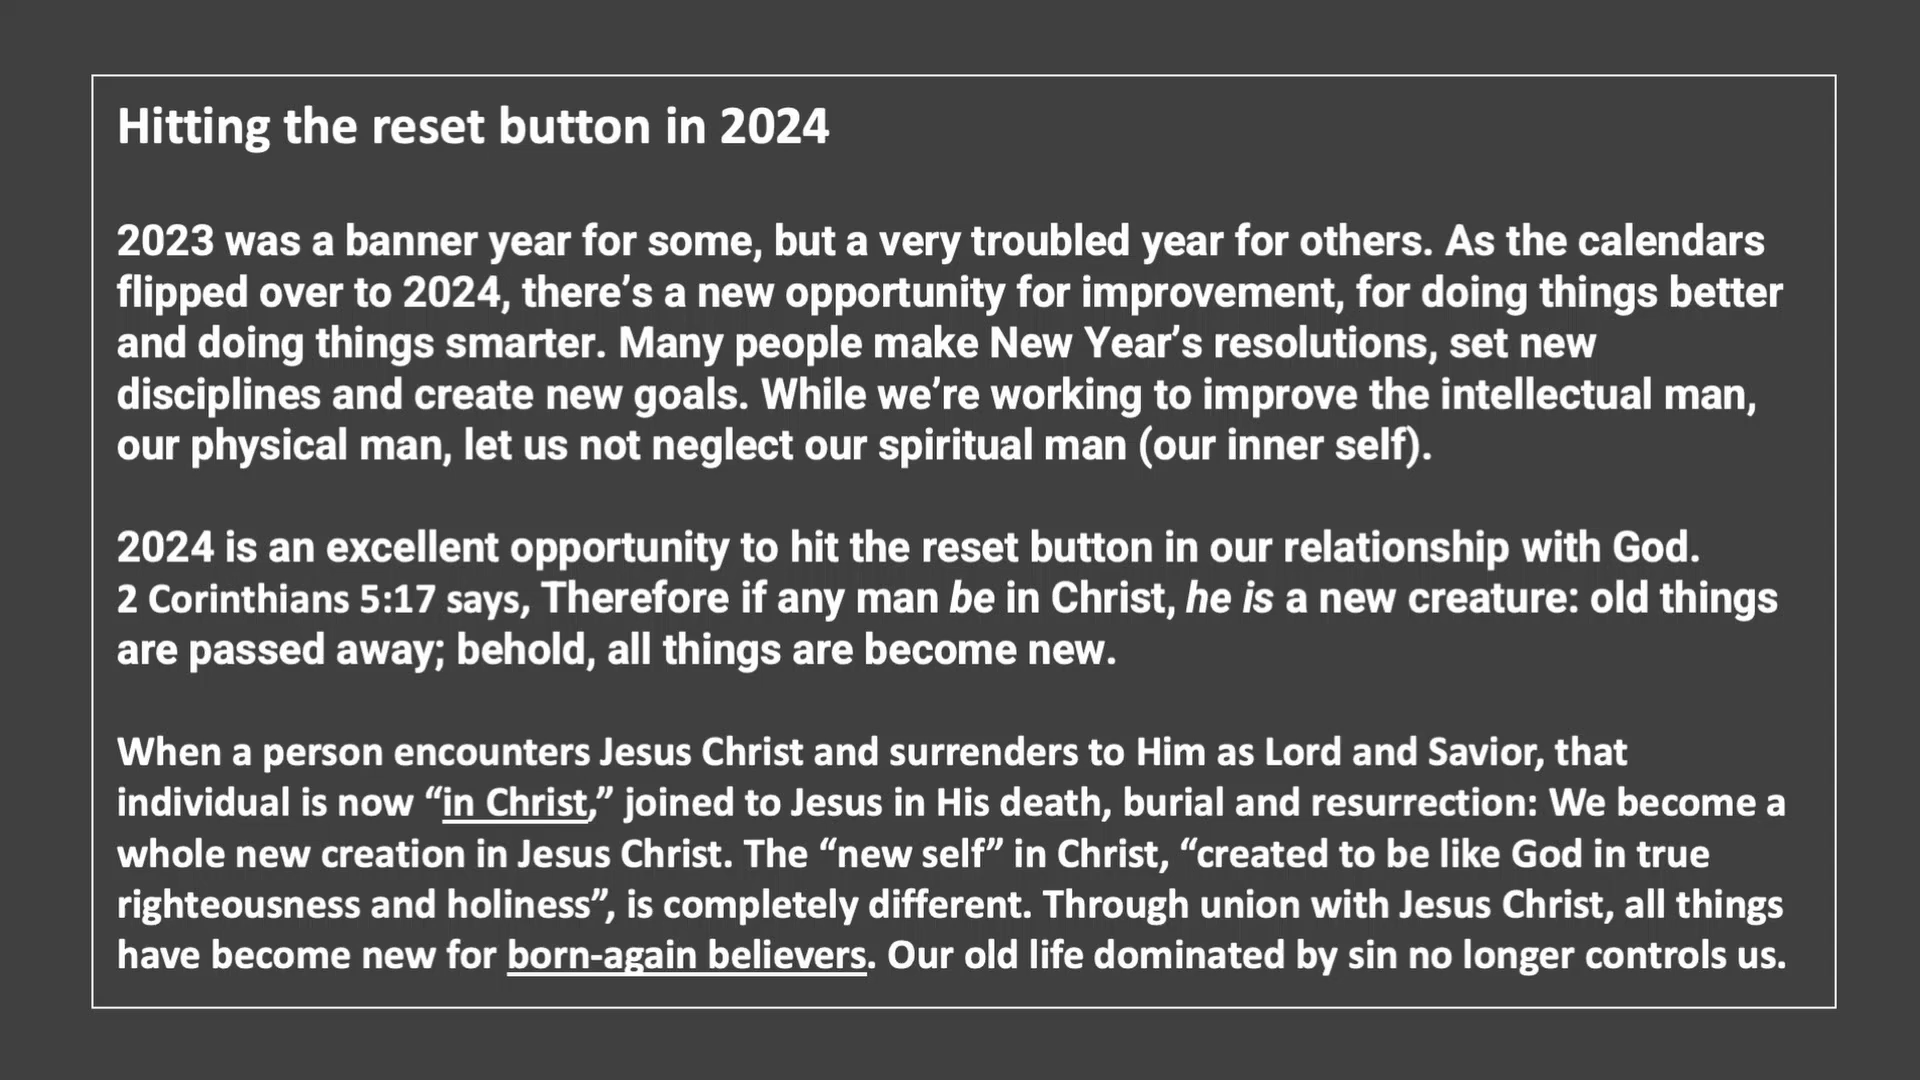 Hitting the reset button in 2024
2023 was a banner year for some, but a very troubled year for others. As the calendars
flipped over to 2024, there’s a new opportunity for improvement, for doing things better
and doing things smarter. Many people make New Year’s resolutions, set new
disciplines and create new goals. While we’re working to improve the intellectual man,
our physical man, let us not neglect our spiritual man (our inner self).
2024 is an excellent opportunity to hit the reset button in our relationship with God.
2 Corinthians 5:17 says, Therefore if any man be in Christ, he is a new creature: old things
are passed away; behold, all things are become new.
When a person encounters Jesus Christ and surrenders to Him as Lord and Savior, that
individual is now “in Christ,” joined to Jesus in His death, burial and resurrection: We become a
whole new creation in Jesus Christ. The “new self” in Christ, “created to be like God in true
righteousness and holiness”, is completely different. Through union with Jesus Christ, all things
have become new for born-again believers. Our old life dominated by sin no longer controls us.